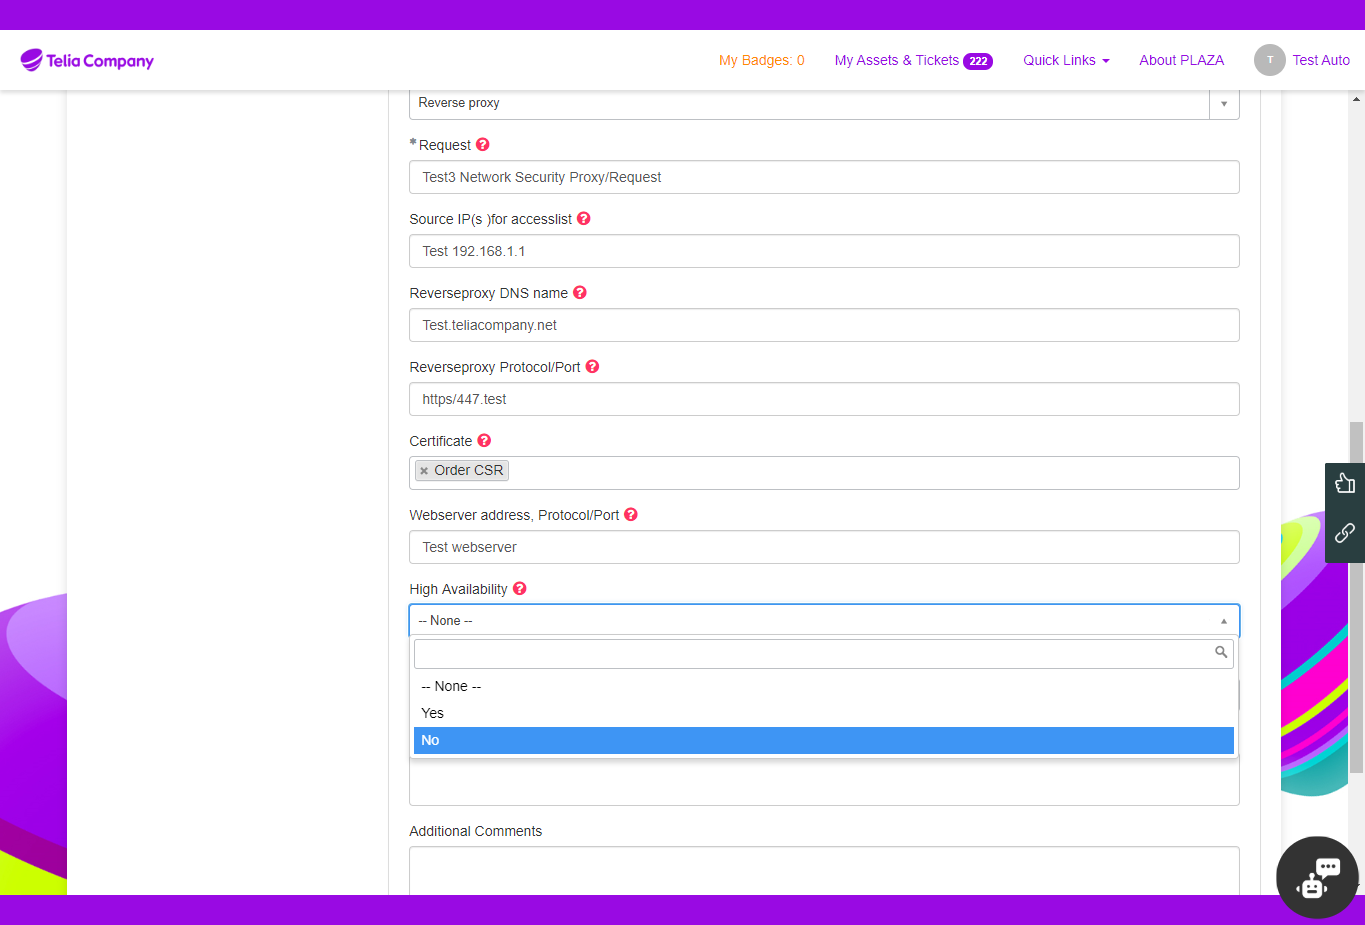 Telia Company
My Badges: 0
My Assets & Tickets 222
Quick Links
About PLAZA
T
Test Auto
Reverse proxy
* Request ?
Test3 Network Security Proxy/Request
Source IP(s )for accesslist ?
Test 192.168.1.1
Reverseproxy DNS name ?
Test.teliacompany.net
Reverseproxy Protocol/Port ?
https/447.test
Certificate ?
× Order CSR
Webserver address, Protocol/Port ?
Test webserver
High Availability ?
-- None --
-- None --
Yes
No
Additional Comments